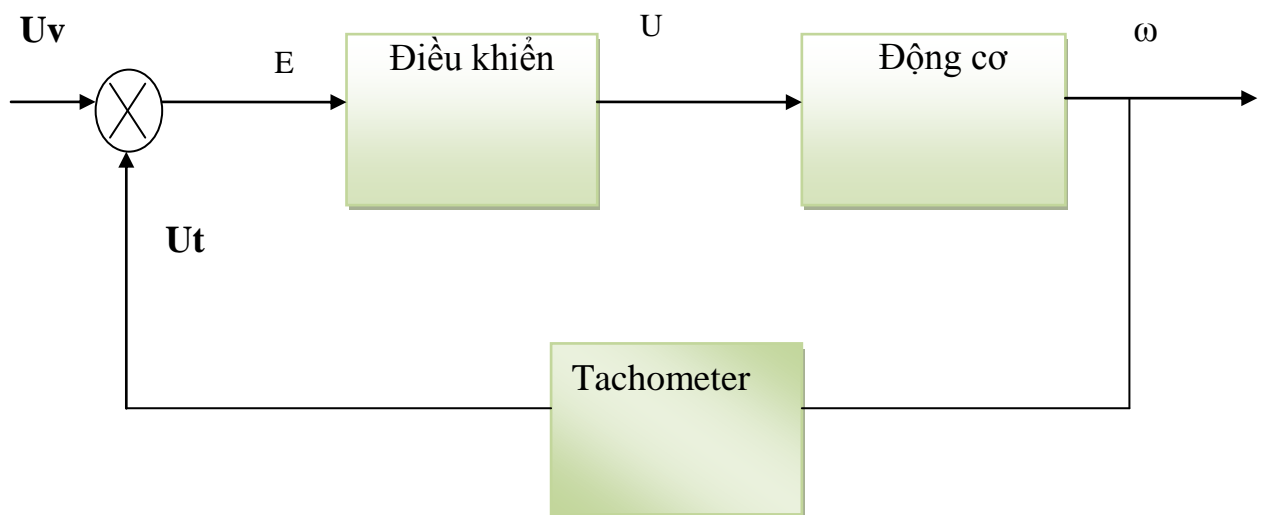 Uv
E
Điều khiển
U
Động cơ
ω
Ut
Tachometer